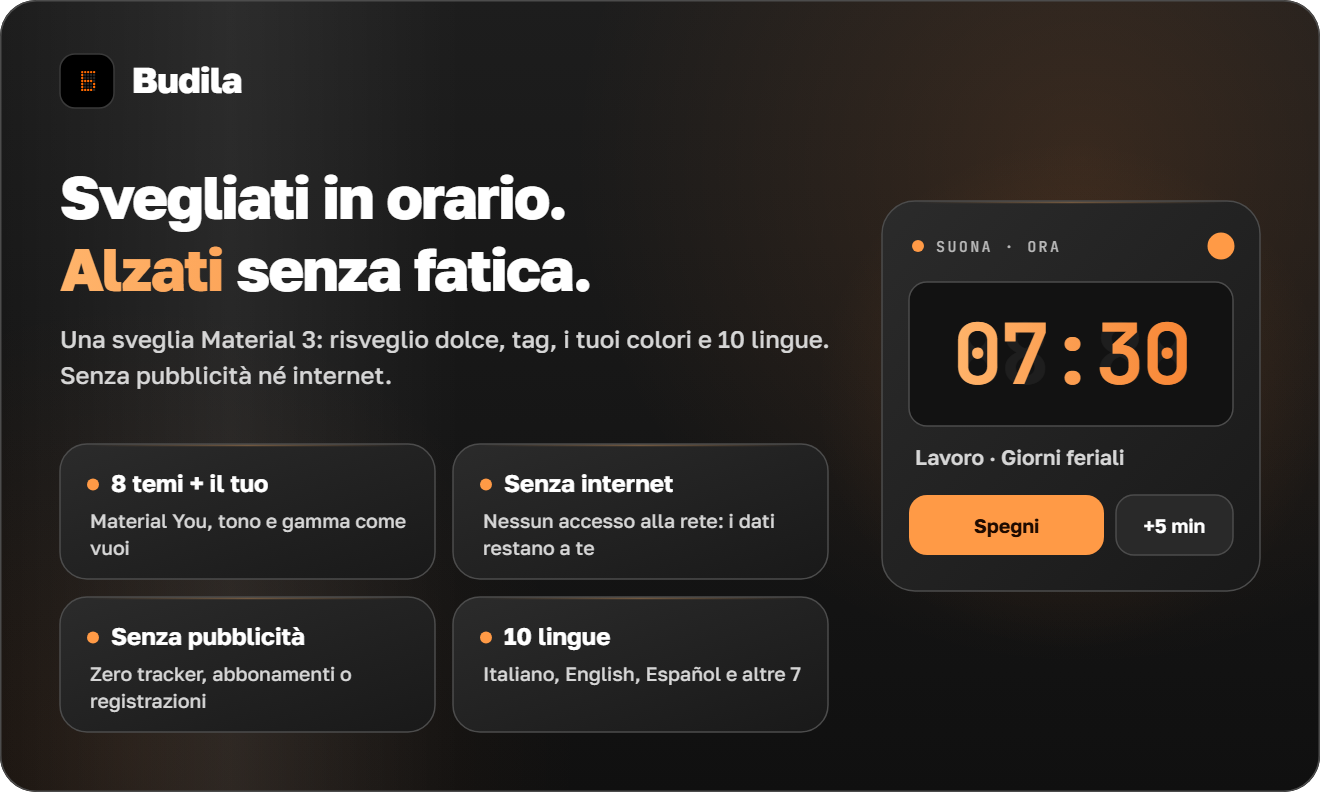 Б
Budila
Svegliati in orario.
Alzati senza fatica.
Una sveglia Material 3: risveglio dolce, tag, i tuoi colori e 10 lingue.
Senza pubblicità né internet.
8 temi + il tuo
Material You, tono e gamma come
vuoi
Senza internet
Nessun accesso alla rete: i dati
restano a te
Senza pubblicità
Zero tracker, abbonamenti o
registrazioni
10 lingue
Italiano, English, Español e altre 7
SUONA · ORA
07:30
Lavoro · Giorni feriali
Spegni
+5 min